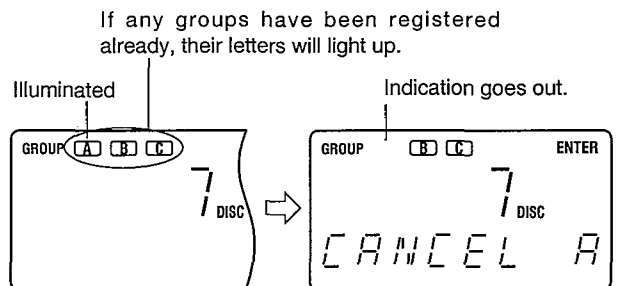 If any groups have been registered
already, their letters will light up.
Illuminated
Indication goes out.
GROUP A B C
7 DISC
GROUP B C ENTER
7 DISC
CANCEL A